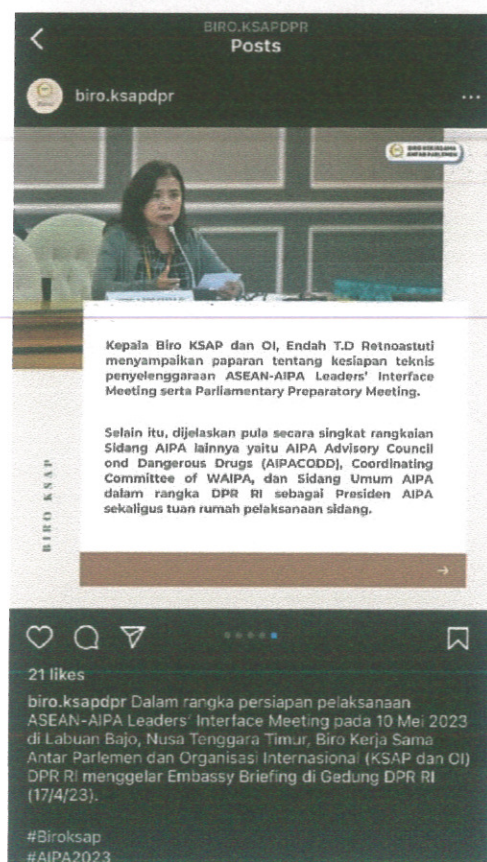 BIRO.KSAPDPR
Posts
biro.ksapdpr
BIRO KERJASAMA
ANTAR PARLEMEN
Kepala Biro KSAP dan OI, Endah T.D Retnoastuti
menyampaikan paparan tentang kesiapan teknis
penyelenggaraan ASEAN-AIPA Leaders' Interface
Meeting serta Parliamentary Preparatory Meeting.
Selain itu, dijelaskan pula secara singkat rangkaian
Sidang AIPA lainnya yaitu AIPA Advisory Council
ond Dangerous Drugs (AIPACODD), Coordinating
Committee of WAIPA, dan Sidang Umum AIPA
dalam rangka DPR RI sebagai Presiden AIPA
sekaligus tuan rumah pelaksanaan sidang.
BIRO KSAP
21 likes
biro.ksapdpr Dalam rangka persiapan pelaksanaan
ASEAN-AIPA Leaders' Interface Meeting pada 10 Mei 2023
di Labuan Bajo, Nusa Tenggara Timur, Biro Kerja Sama
Antar Parlemen dan Organisasi Internasional (KSAP dan OI)
DPR RI menggelar Embassy Briefing di Gedung DPR RI
(17/4/23).
#Biroksap
#AIPA2023